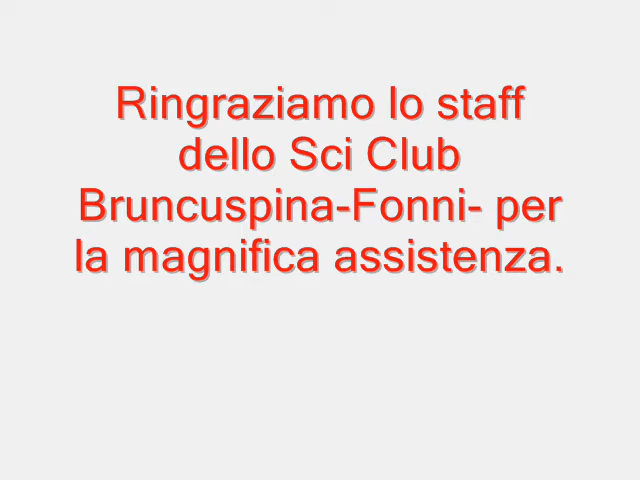 Ringraziamo lo staff
dello Sci Club
Bruncuspina-Fonni- per
la magnifica assistenza.